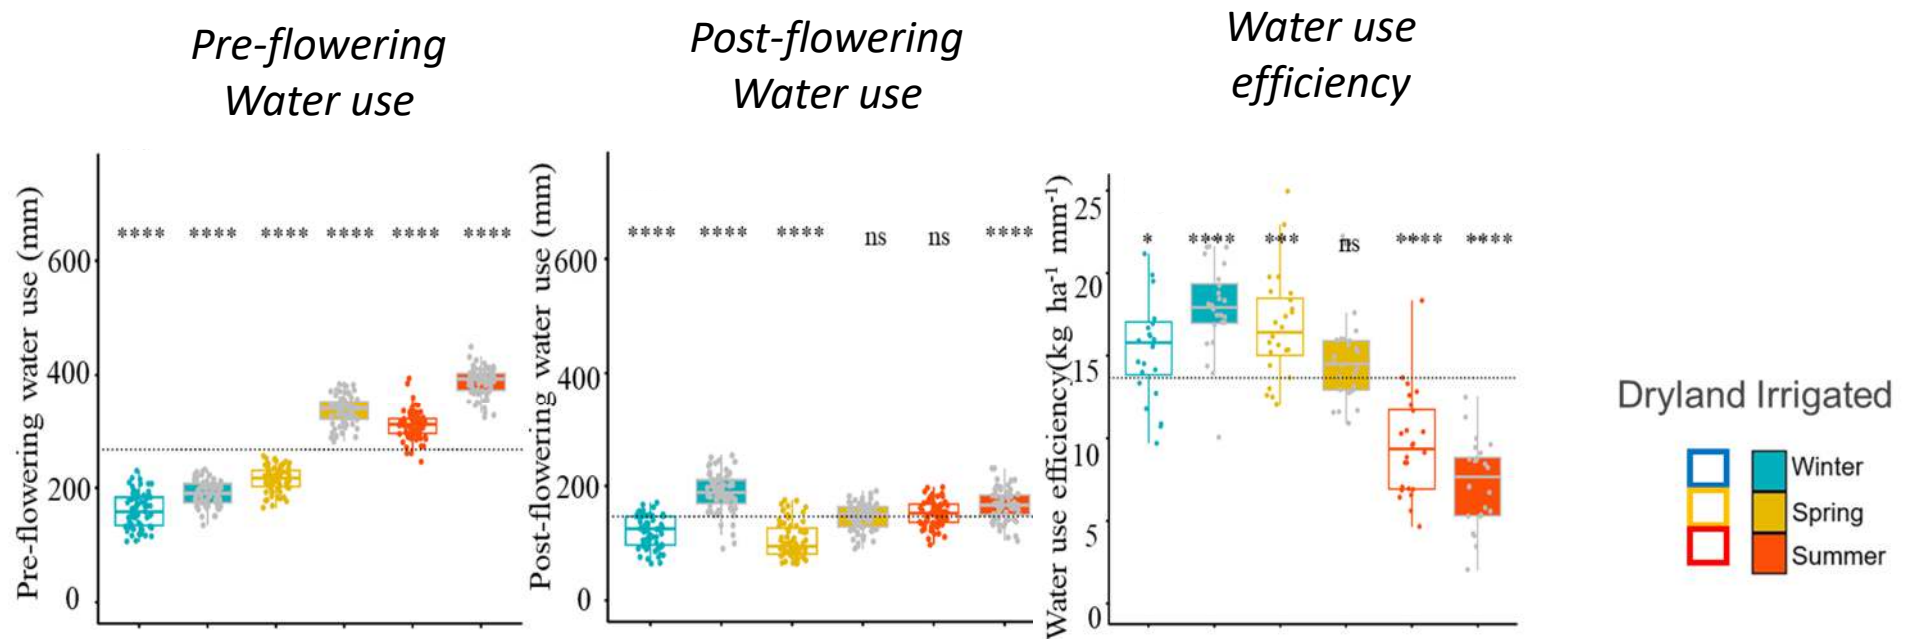 Pre-flowering
Water use
Post-flowering
Water use
Water use
efficiency
Pre-flowering water use (mm)
600
400
200
0
**** **** **** **** **** ****
Post-flowering water use (mm)
600
400
200
0
**** **** **** ns ns ****
Water use efficiency(kg ha⁻¹ mm⁻¹)
25
20
15
10
5
0
* **** *** ns **** ****
Dryland Irrigated
Winter
Spring
Summer